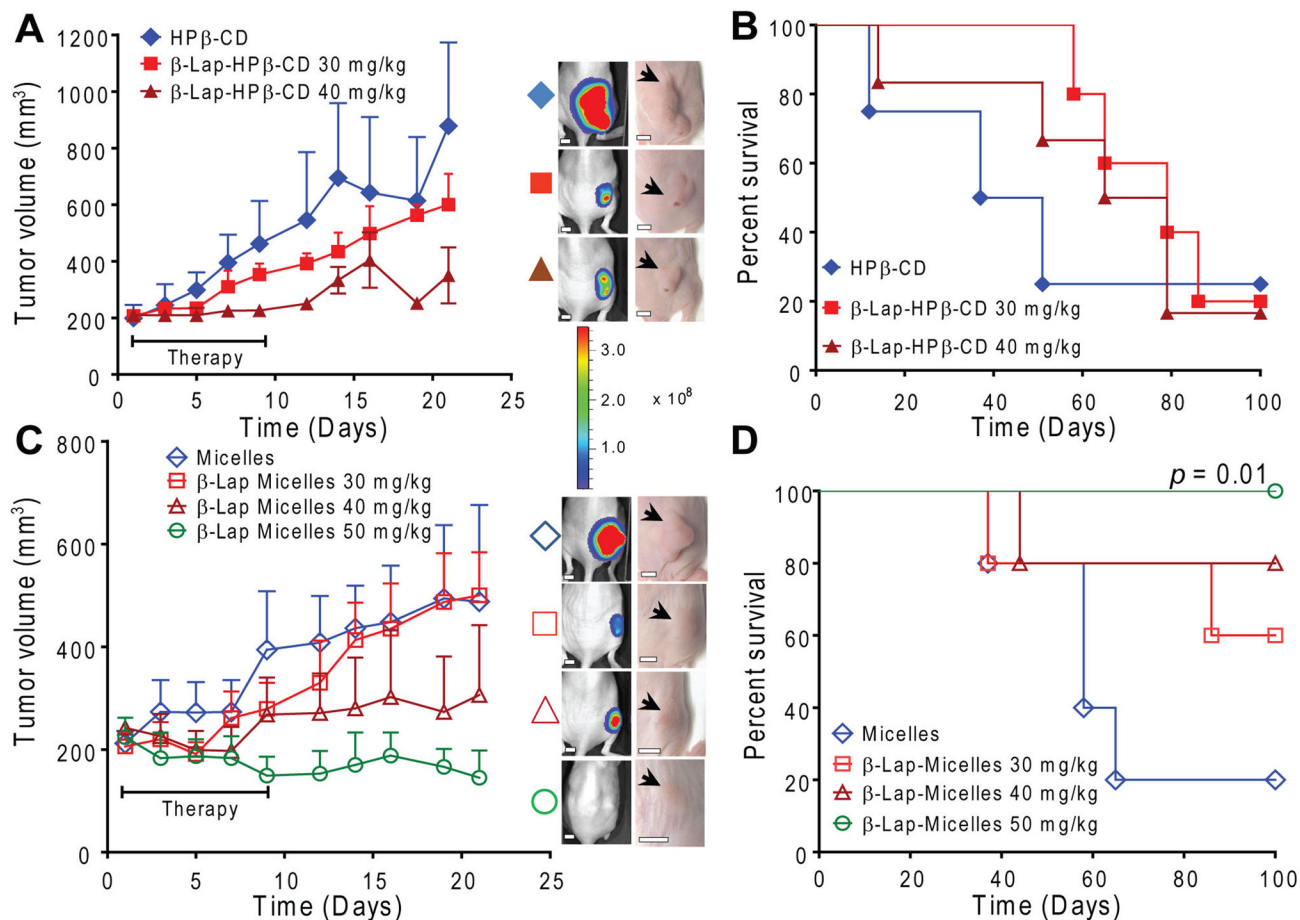 A
Tumor volume (mm³)
1200
1000
800
600
400
200
0
HPβ-CD
β-Lap-HPβ-CD 30 mg/kg
β-Lap-HPβ-CD 40 mg/kg
Therapy
0 5 10 15 20 25
Time (Days)
3.0
2.0
1.0
x 10⁸
B
Percent survival
100
80
60
40
20
0
HPβ-CD
β-Lap-HPβ-CD 30 mg/kg
β-Lap-HPβ-CD 40 mg/kg
0 20 40 60 80 100
Time (Days)
C
Tumor volume (mm³)
800
600
400
200
0
Micelles
β-Lap Micelles 30 mg/kg
β-Lap Micelles 40 mg/kg
β-Lap Micelles 50 mg/kg
Therapy
0 5 10 15 20 25
Time (Days)
D
p = 0.01
Percent survival
100
80
60
40
20
0
Micelles
β-Lap-Micelles 30 mg/kg
β-Lap-Micelles 40 mg/kg
β-Lap-Micelles 50 mg/kg
0 20 40 60 80 100
Time (Days)